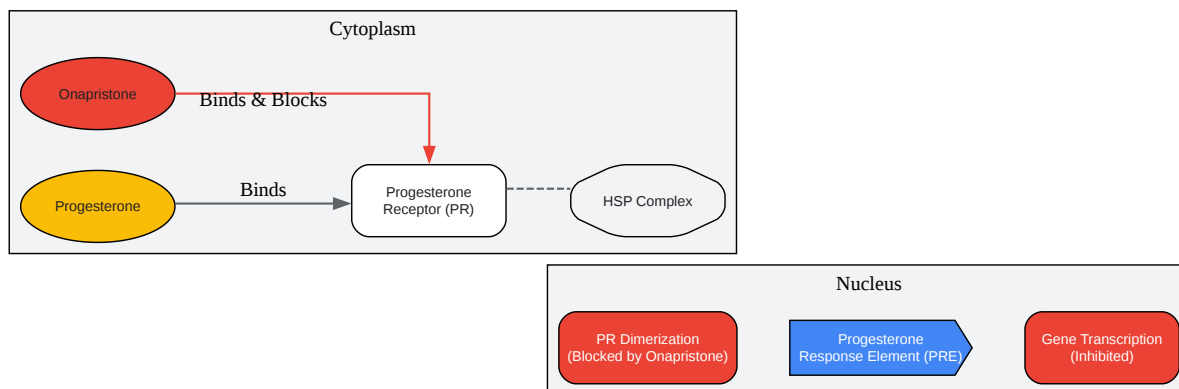 Cytoplasm
Onapristone
Binds & Blocks
Progesterone
Binds
Progesterone
Receptor (PR)
HSP Complex
Nucleus
PR Dimerization
(Blocked by Onapristone)
Progesterone
Response Element (PRE)
Gene Transcription
(Inhibited)